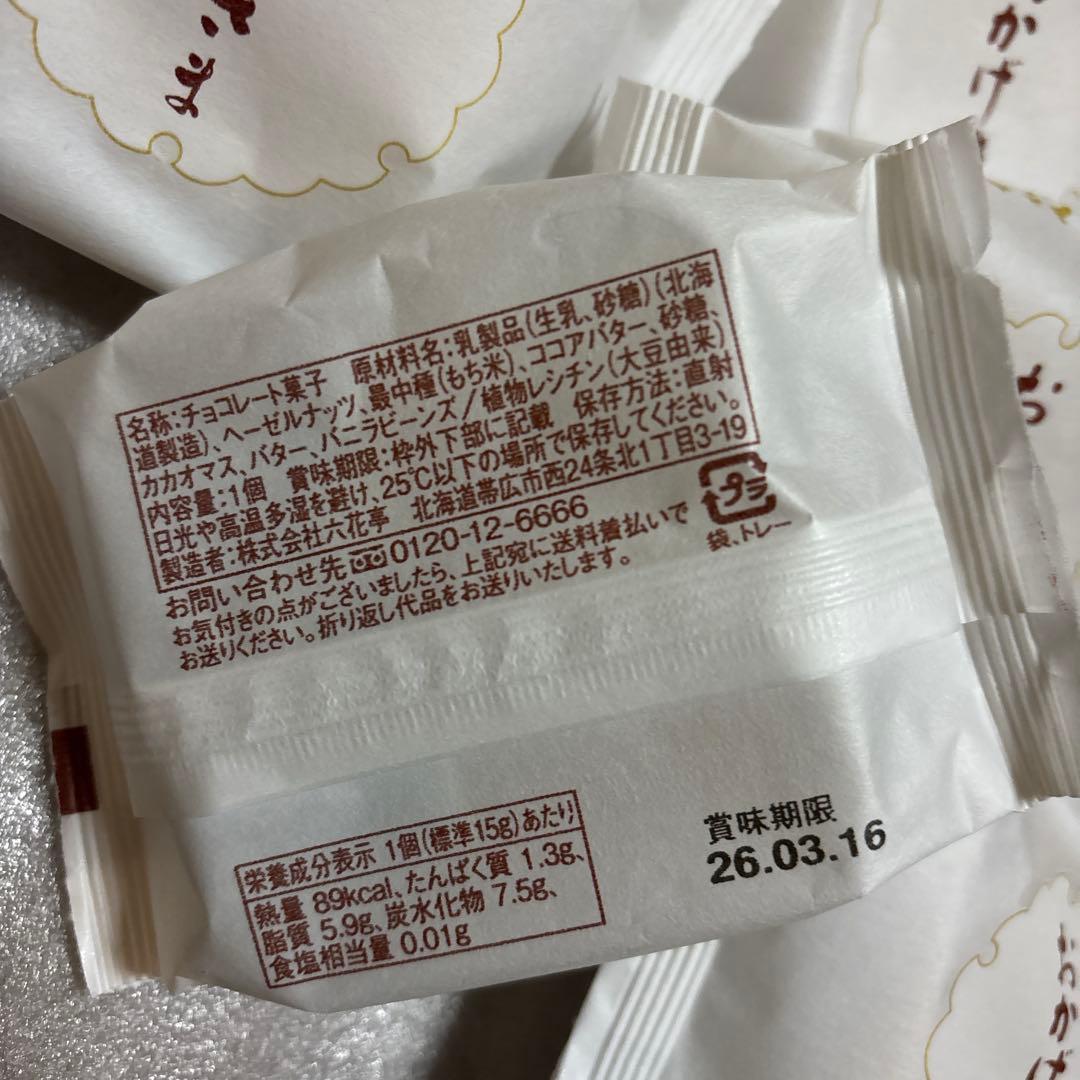 かげ
名称:チョコレート菓子　原材料名:乳製品(生乳、砂糖)(北海
道製造)、ヘーゼルナッツ、最中種(もち米)、ココアバター、砂糖、
カカオマス、バター、バニラビーンズ/植物レシチン(大豆由来)
内容量:1個　賞味期限:枠外下部に記載　保存方法:直射
日光や高温多湿を避け、25℃以下の場所で保存してください。
製造者:株式会社六花亭　北海道帯広市西24条北1丁目3-19
お問い合わせ先 0120-12-6666
お気付きの点がございましたら、上記宛に送料着払いで
お送りください。折り返し代品をお送りいたします。
プラ
袋、トレー
栄養成分表示 1個(標準15g)あたり
熱量 89kcal、たんぱく質 1.3g、
脂質 5.9g、炭水化物 7.5g、
食塩相当量 0.01g
賞味期限
26.03.16